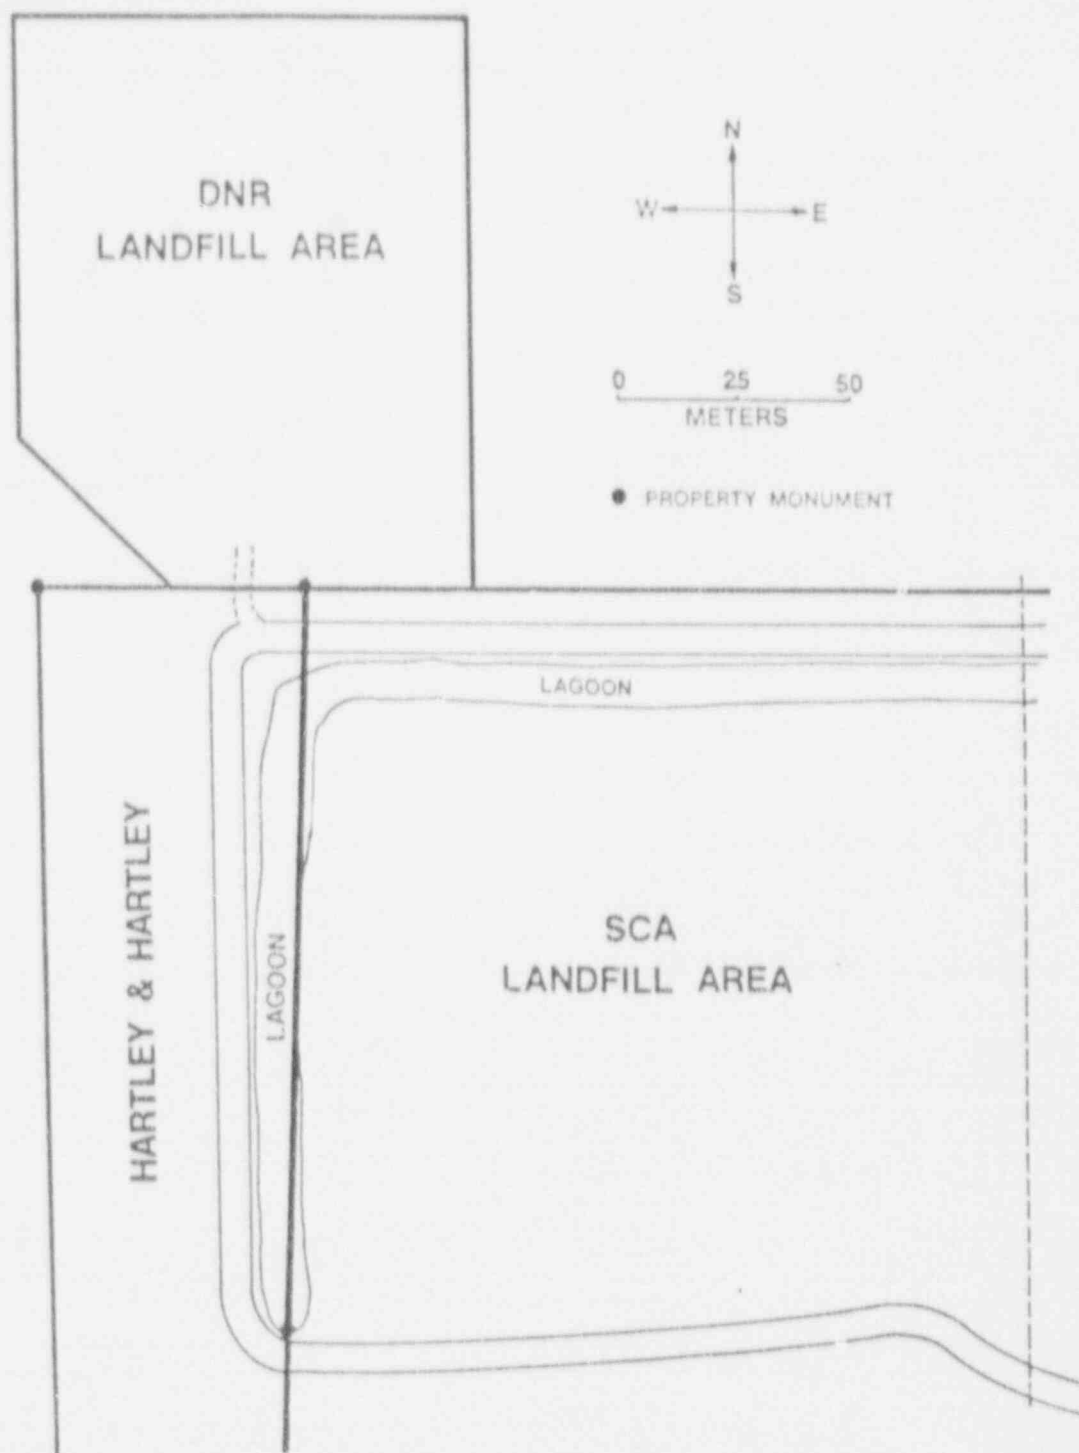 DNR
LANDFILL AREA
N
W E
S
0 25 50
METERS
PROPERTY MONUMENT
LAGOON
HARTLEY & HARTLEY
LAGOON
SCA
LANDFILL AREA